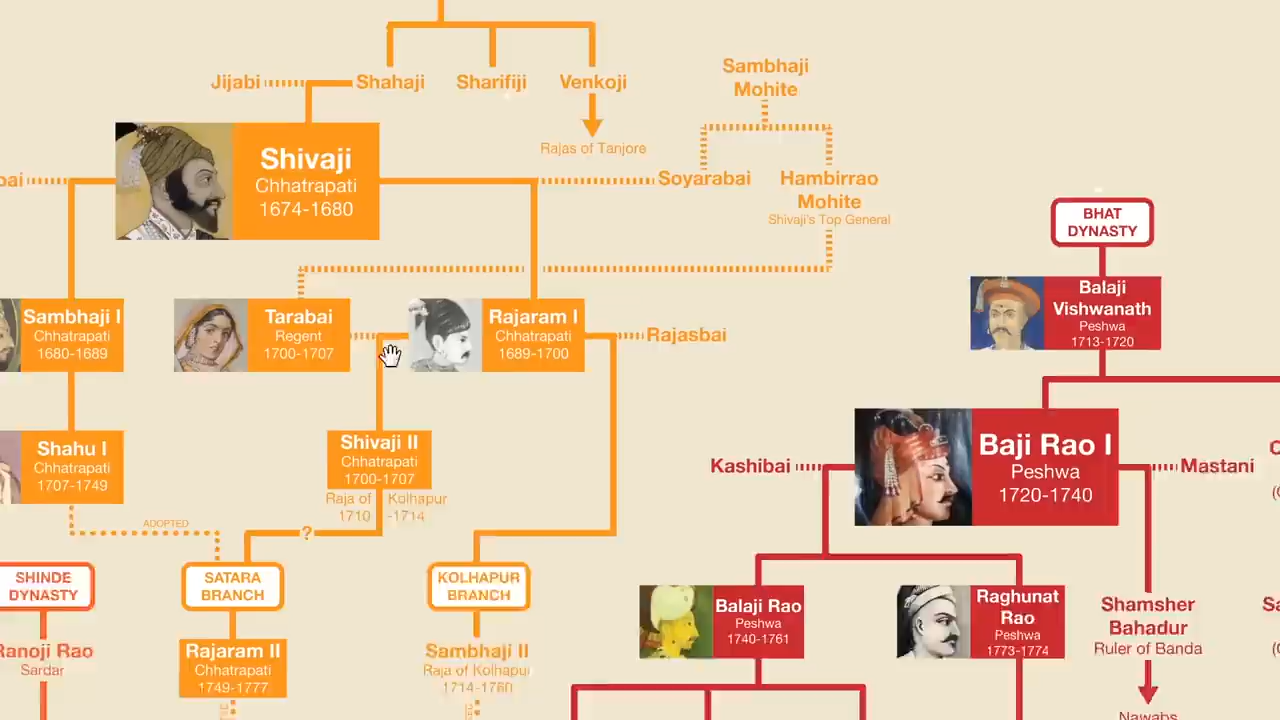 Sambhaji
Mohite
Jijabi
Shahaji
Sharifiji
Venkoji
Rajas of Tanjore
Shivaji
Chhatrapati
1674-1680
Soyarabai
Hambirrao
Mohite
Shivaji's Top General
BHAT
DYNASTY
Balaji
Vishwanath
Peshwa
1713-1720
Sambhaji I
Chhatrapati
1680-1689
Tarabai
Regent
1700-1707
Rajaram I
Chhatrapati
1689-1700
Rajasbai
Shahu I
Chhatrapati
1707-1749
Shivaji II
Chhatrapati
1700-1707
Raja of Kolhapur
1710 -1714
Kashibai
Baji Rao I
Peshwa
1720-1740
Mastani
ADOPTED
?
SHINDE
DYNASTY
SATARA
BRANCH
KOLHAPUR
BRANCH
Balaji Rao
Peshwa
1740-1761
Raghunat
Rao
Peshwa
1773-1774
Shamsher
Bahadur
Ruler of Banda
Nawabs
Ranoji Rao
Sardar
Rajaram II
Chhatrapati
1749-1777
Sambhaji II
Raja of Kolhapur
1714-1760